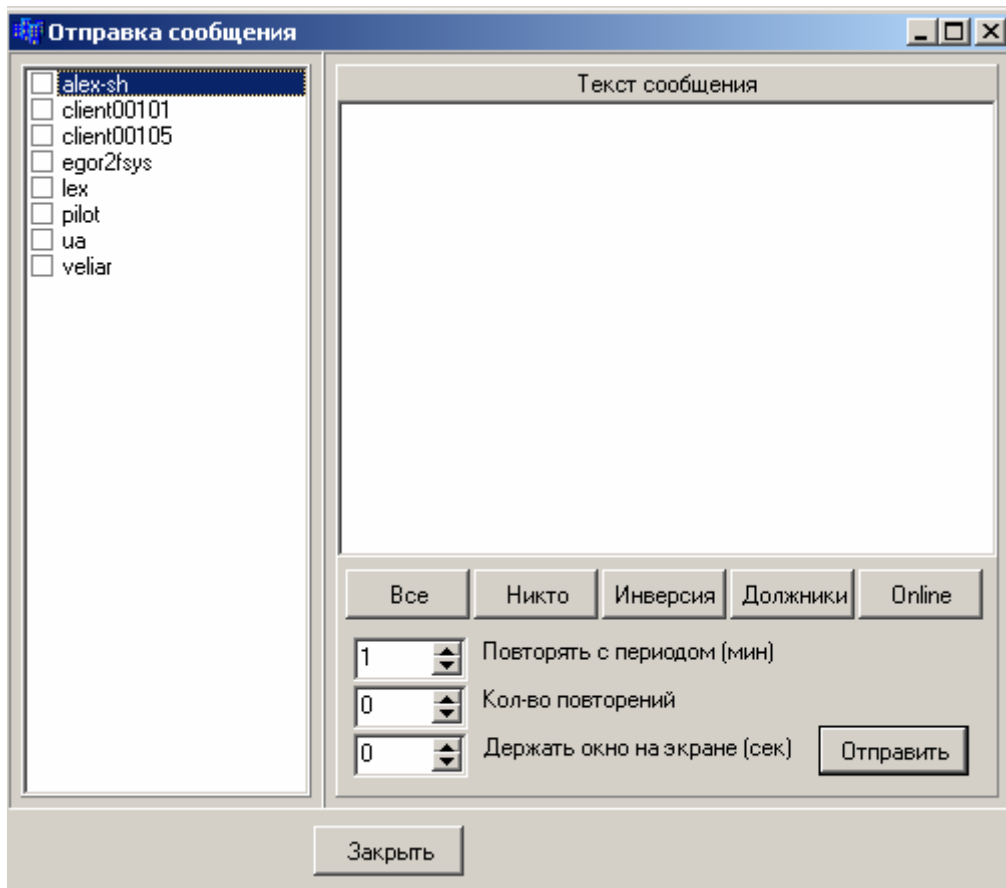 Отправка сообщения
alex-sh
client00101
client00105
egor2fsys
lex
pilot
ua
veliar
Текст сообщения
Все Никто Инверсия Должники Online
1 Повторять с периодом (мин)
0 Кол-во повторений
0 Держать окно на экране (сек) Отправить
Закрыть